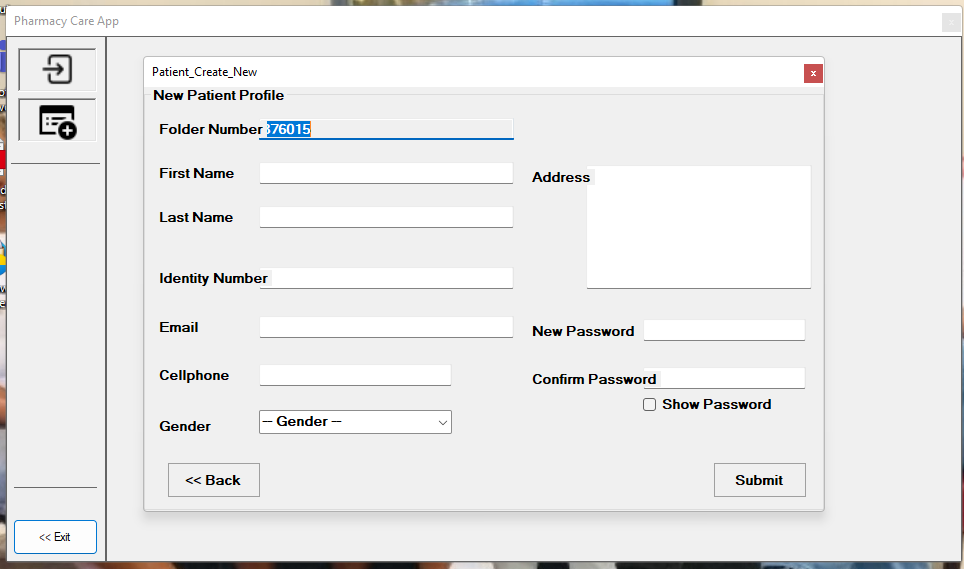 Pharmacy Care App
Patient_Create_New
x
New Patient Profile
Folder Number 376015
First Name
Address
Last Name
Identity Number
Email
New Password
Cellphone
Confirm Password
Show Password
Gender
-- Gender --
<< Back
Submit
<< Exit